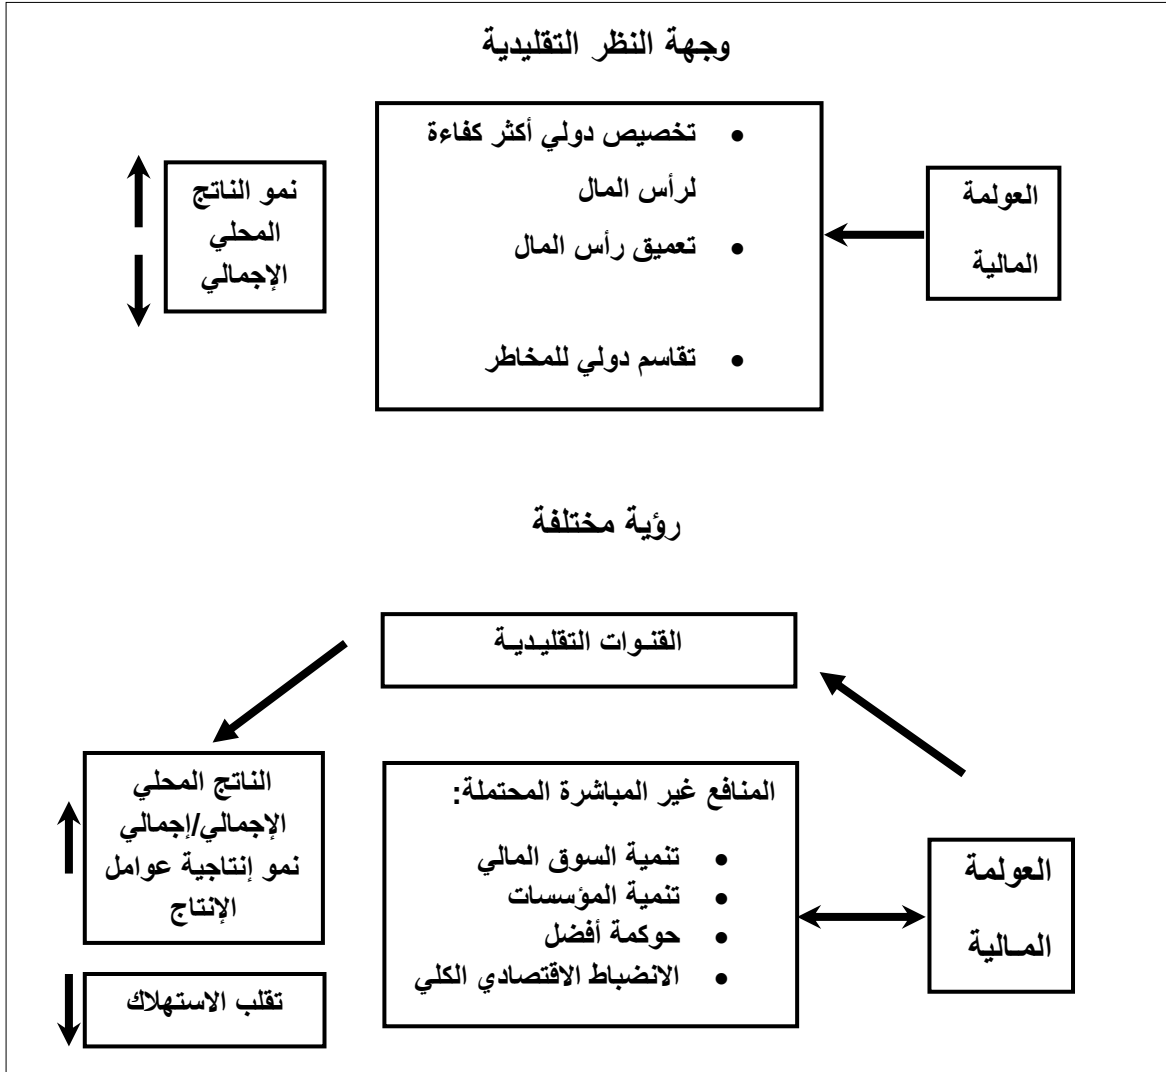 وجهة النظر التقليدية
العولمة
المالية
• تخصيص دولي أكثر كفاءة
لرأس المال
• تعميق رأس المال
• تقاسم دولي للمخاطر
نمو الناتج
المحلي
الإجمالي
رؤية مختلفة
القنوات التقليدية
العولمة
المالية
المنافع غير المباشرة المحتملة:
• تنمية السوق المالي
• تنمية المؤسسات
• حوكمة أفضل
• الانضباط الاقتصادي الكلي
الناتج المحلي
الإجمالي/إجمالي
نمو إنتاجية عوامل
الإنتاج
تقلب الاستهلاك